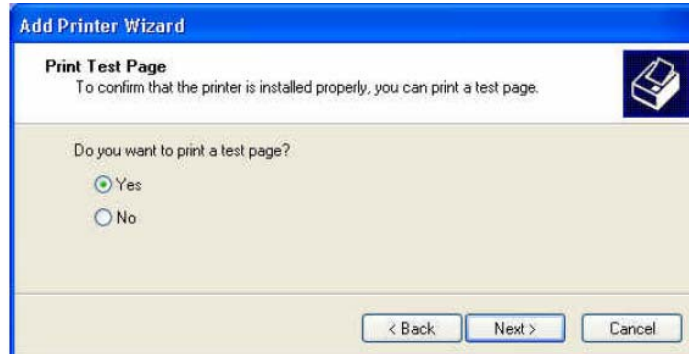 Add Printer Wizard
Print Test Page
To confirm that the printer is installed properly, you can print a test page.
Do you want to print a test page?
Yes
No
< Back
Next >
Cancel